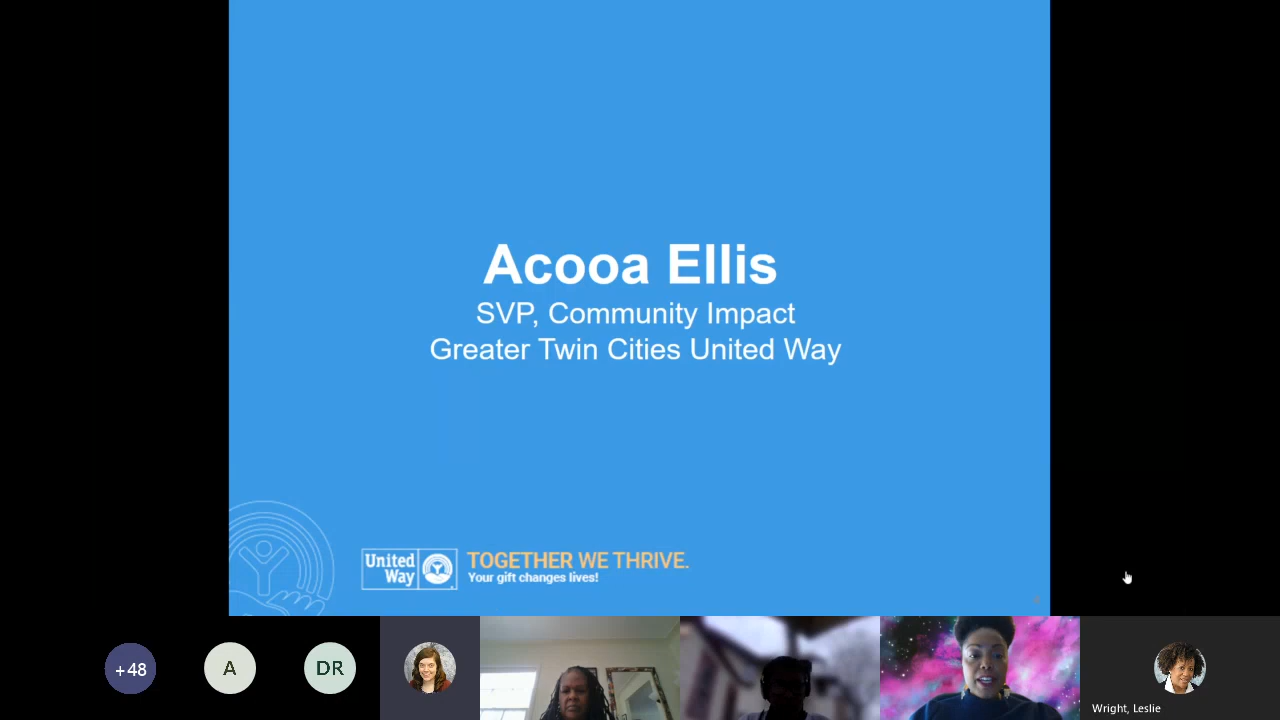 Acooa Ellis
SVP, Community Impact
Greater Twin Cities United Way
United
Way
TOGETHER WE THRIVE.
Your gift changes lives!
+48
A
DR
Wright, Leslie